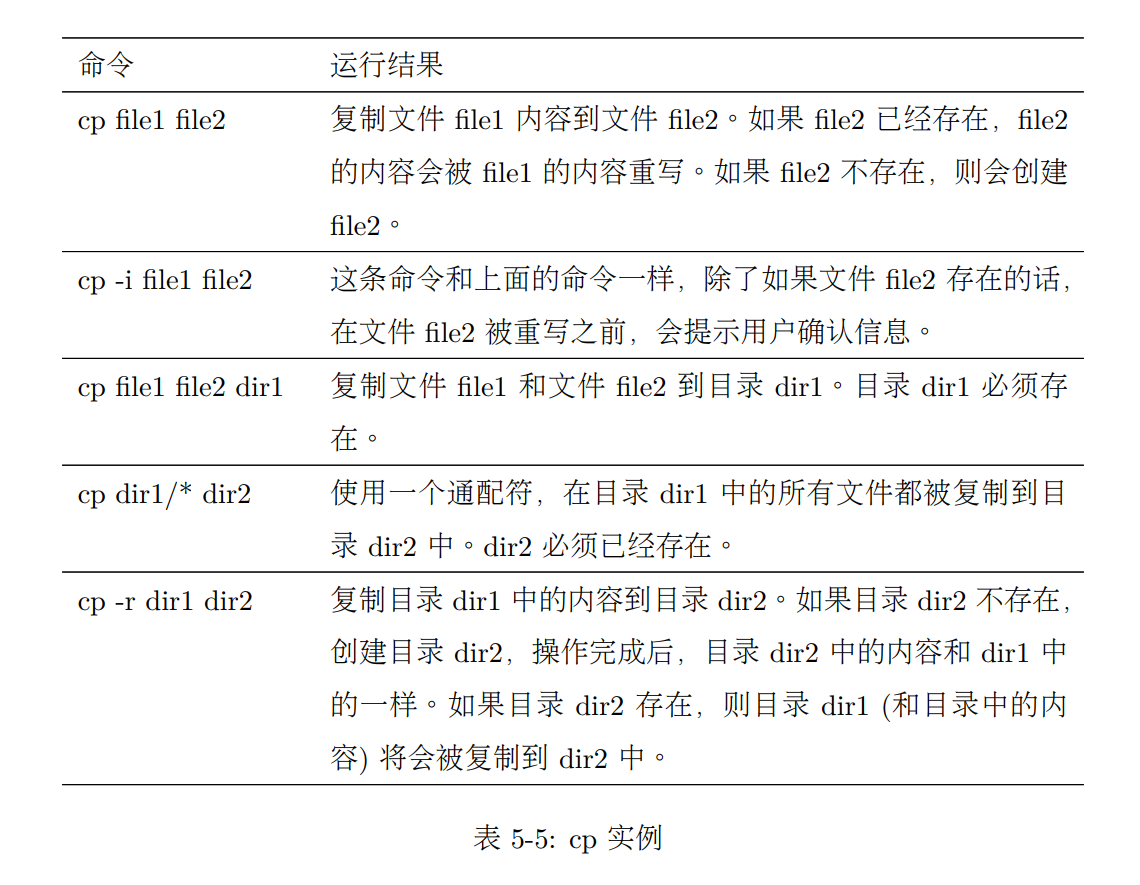 命令 运行结果
cp file1 file2 复制文件 file1 内容到文件 file2。如果 file2 已经存在，file2
的内容会被 file1 的内容重写。如果 file2 不存在，则会创建
file2。
cp -i file1 file2 这条命令和上面的命令一样，除了如果文件 file2 存在的话，
在文件 file2 被重写之前，会提示用户确认信息。
cp file1 file2 dir1 复制文件 file1 和文件 file2 到目录 dir1。目录 dir1 必须存
在。
cp dir1/* dir2 使用一个通配符，在目录 dir1 中的所有文件都被复制到目
录 dir2 中。dir2 必须已经存在。
cp -r dir1 dir2 复制目录 dir1 中的内容到目录 dir2。如果目录 dir2 不存在，
创建目录 dir2，操作完成后，目录 dir2 中的内容和 dir1 中
的一样。如果目录 dir2 存在，则目录 dir1 (和目录中的内
容) 将会被复制到 dir2 中。
表 5-5: cp 实例